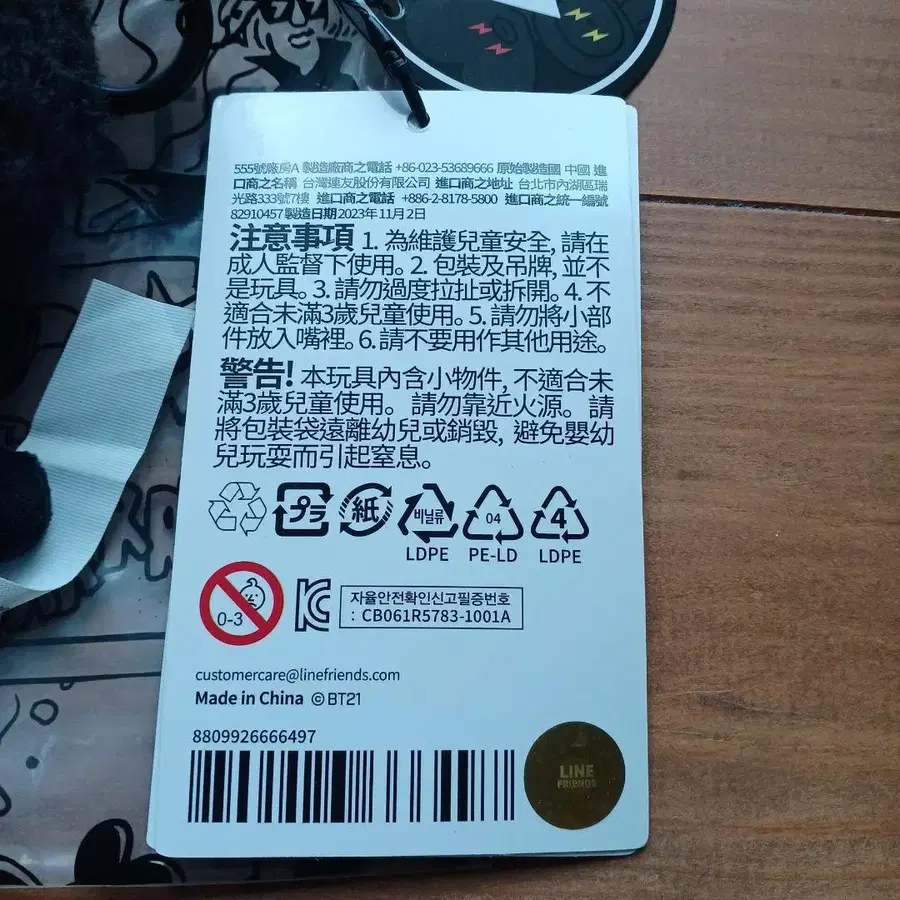 555號廠房A 製造廠商之電話 +86-023-53689666 原始製造國 中國 進
口商之名稱 台灣連友股份有限公司 進口商之地址 台北市內湖區瑞
光路333號7樓 進口商之電話 +886-2-8178-5800 進口商之統一編號
82910457 製造日期 2023年11月2日
注意事項 1. 為維護兒童安全, 請在
成人監督下使用。2. 包裝及吊牌, 並不
是玩具。3. 請勿過度拉扯或拆開。4. 不
適合未滿3歲兒童使用。5. 請勿將小部
件放入嘴裡。6. 請不要用作其他用途。
警告! 本玩具內含小物件, 不適合未
滿3歲兒童使用。 請勿靠近火源。 請
將包裝袋遠離幼兒或銷毀, 避免嬰幼
兒玩耍而引起窒息。
プラ 紙 비닐류 04 4
LDPE PE-LD LDPE
0-3
자율안전확인신고필증번호
: CB061R5783-1001A
customercare@linefriends.com
Made in China © BT21
8809926666497
LINE
FRIENDS